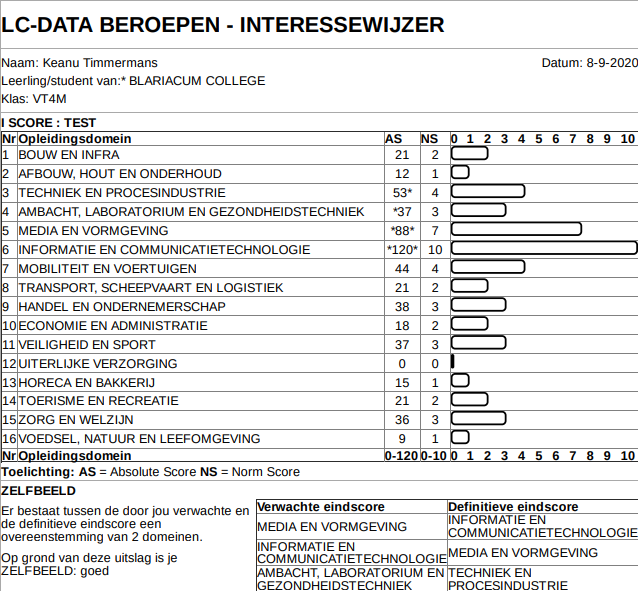 LC-DATA BEROEPEN - INTERESSEWIJZER
Naam: Keanu Timmermans Datum: 8-9-2020
Leerling/student van:* BLARIACUM COLLEGE
Klas: VT4M
I SCORE : TEST
Nr Opleidingsdomein AS NS 0 1 2 3 4 5 6 7 8 9 10
1 BOUW EN INFRA 21 2
2 AFBOUW, HOUT EN ONDERHOUD 12 1
3 TECHNIEK EN PROCESINDUSTRIE 53* 4
4 AMBACHT, LABORATORIUM EN GEZONDHEIDSTECHNIEK *37 3
5 MEDIA EN VORMGEVING *88* 7
6 INFORMATIE EN COMMUNICATIETECHNOLOGIE *120* 10
7 MOBILITEIT EN VOERTUIGEN 44 4
8 TRANSPORT, SCHEEPVAART EN LOGISTIEK 21 2
9 HANDEL EN ONDERNEMERSCHAP 38 3
10 ECONOMIE EN ADMINISTRATIE 18 2
11 VEILIGHEID EN SPORT 37 3
12 UITERLIJKE VERZORGING 0 0
13 HORECA EN BAKKERIJ 15 1
14 TOERISME EN RECREATIE 21 2
15 ZORG EN WELZIJN 36 3
16 VOEDSEL, NATUUR EN LEEFOMGEVING 9 1
Nr Opleidingsdomein 0-120 0-10 0 1 2 3 4 5 6 7 8 9 10
Toelichting: AS = Absolute Score NS = Norm Score
ZELFBEELD
Er bestaat tussen de door jou verwachte en
de definitieve eindscore een
overeenstemming van 2 domeinen.
Op grond van deze uitslag is je
ZELFBEELD: goed
Verwachte eindscore Definitieve eindscore
MEDIA EN VORMGEVING INFORMATIE EN
COMMUNICATIETECHNOLOGIE
INFORMATIE EN
COMMUNICATIETECHNOLOGIE MEDIA EN VORMGEVING
AMBACHT, LABORATORIUM EN TECHNIEK EN
GEZONDHEIDSTECHNIEK PROCESINDUSTRIE